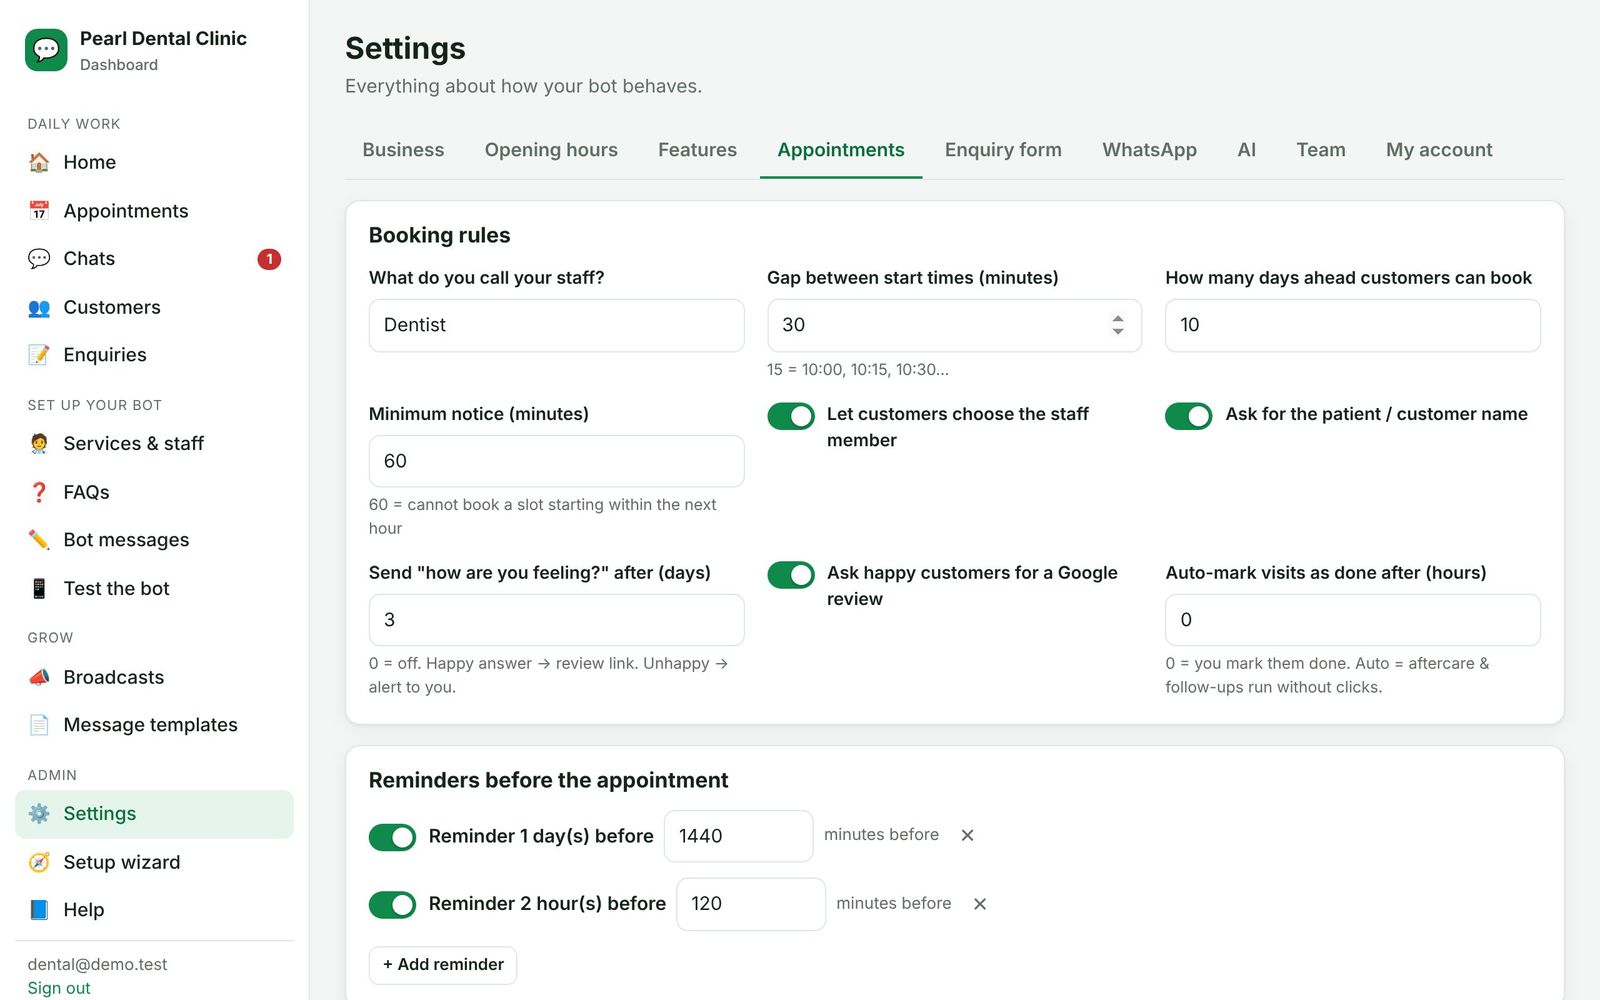 Pearl Dental Clinic
Dashboard
DAILY WORK
Home
Appointments
Chats 1
Customers
Enquiries
SET UP YOUR BOT
Services & staff
FAQs
Bot messages
Test the bot
GROW
Broadcasts
Message templates
ADMIN
Settings
Setup wizard
Help
dental@demo.test
Sign out
Settings
Everything about how your bot behaves.
Business Opening hours Features Appointments Enquiry form WhatsApp AI Team My account
Booking rules
What do you call your staff?
Dentist
Gap between start times (minutes)
30
15 = 10:00, 10:15, 10:30...
How many days ahead customers can book
10
Minimum notice (minutes)
60
60 = cannot book a slot starting within the next
hour
Let customers choose the staff
member
Ask for the patient / customer name
Send "how are you feeling?" after (days)
3
0 = off. Happy answer → review link. Unhappy →
alert to you.
Ask happy customers for a Google
review
Auto-mark visits as done after (hours)
0
0 = you mark them done. Auto = aftercare &
follow-ups run without clicks.
Reminders before the appointment
Reminder 1 day(s) before 1440 minutes before ✕
Reminder 2 hour(s) before 120 minutes before ✕
+ Add reminder